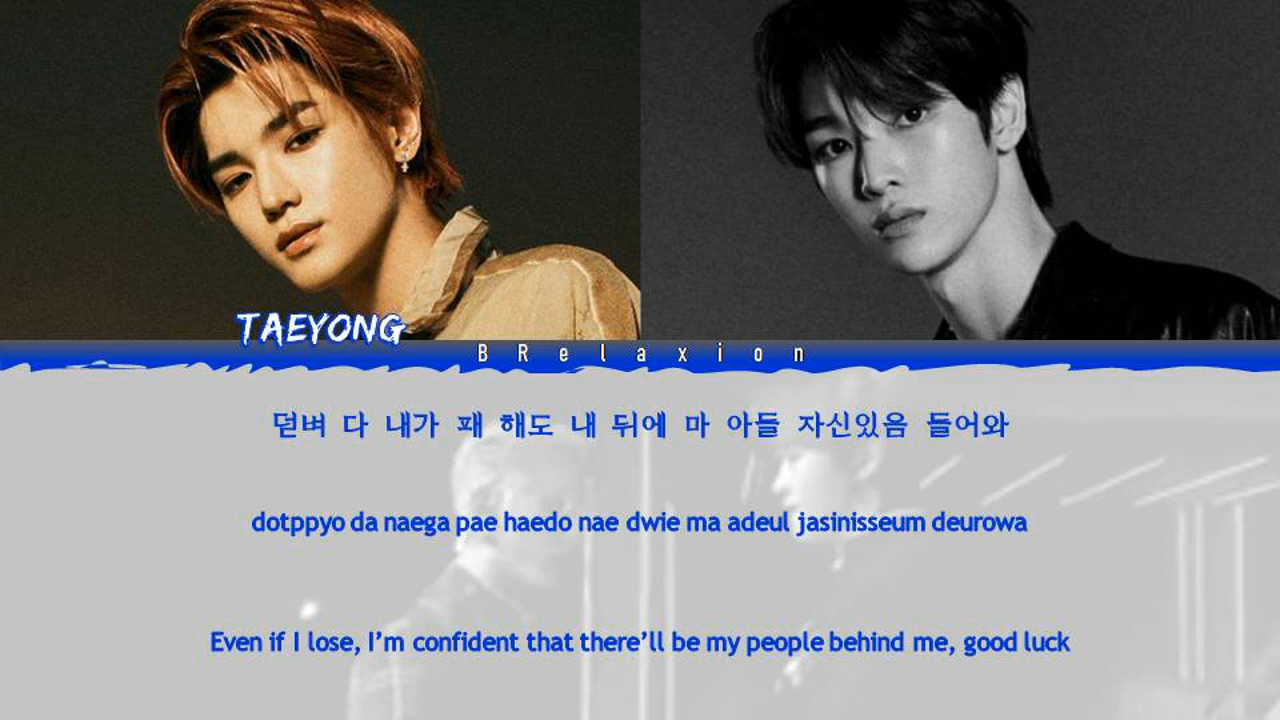 TAEYONG
BRelaxion
덛벼 다 내가 패 해도 내 뒤에 마 아들 자신있음 들어와
dotppyo da naega pae haedo nae dwie ma adeul jasinisseum deurowa
Even if I lose, I’m confident that there’ll be my people behind me, good luck